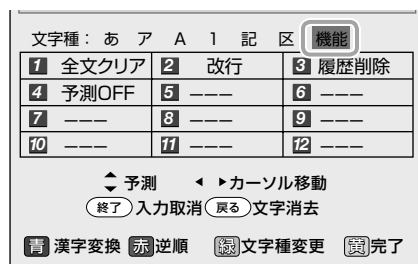 文字種： あ ア A 1 記 区 機能
1 全文クリア 2 改行 3 履歴削除
4 予測OFF 5 --- 6 ---
7 --- 8 --- 9 ---
10 --- 11 --- 12 ---
予測 カーソル移動
終了 入力取消 戻る 文字消去
青 漢字変換 赤 逆順 緑 文字種変更 黄 完了